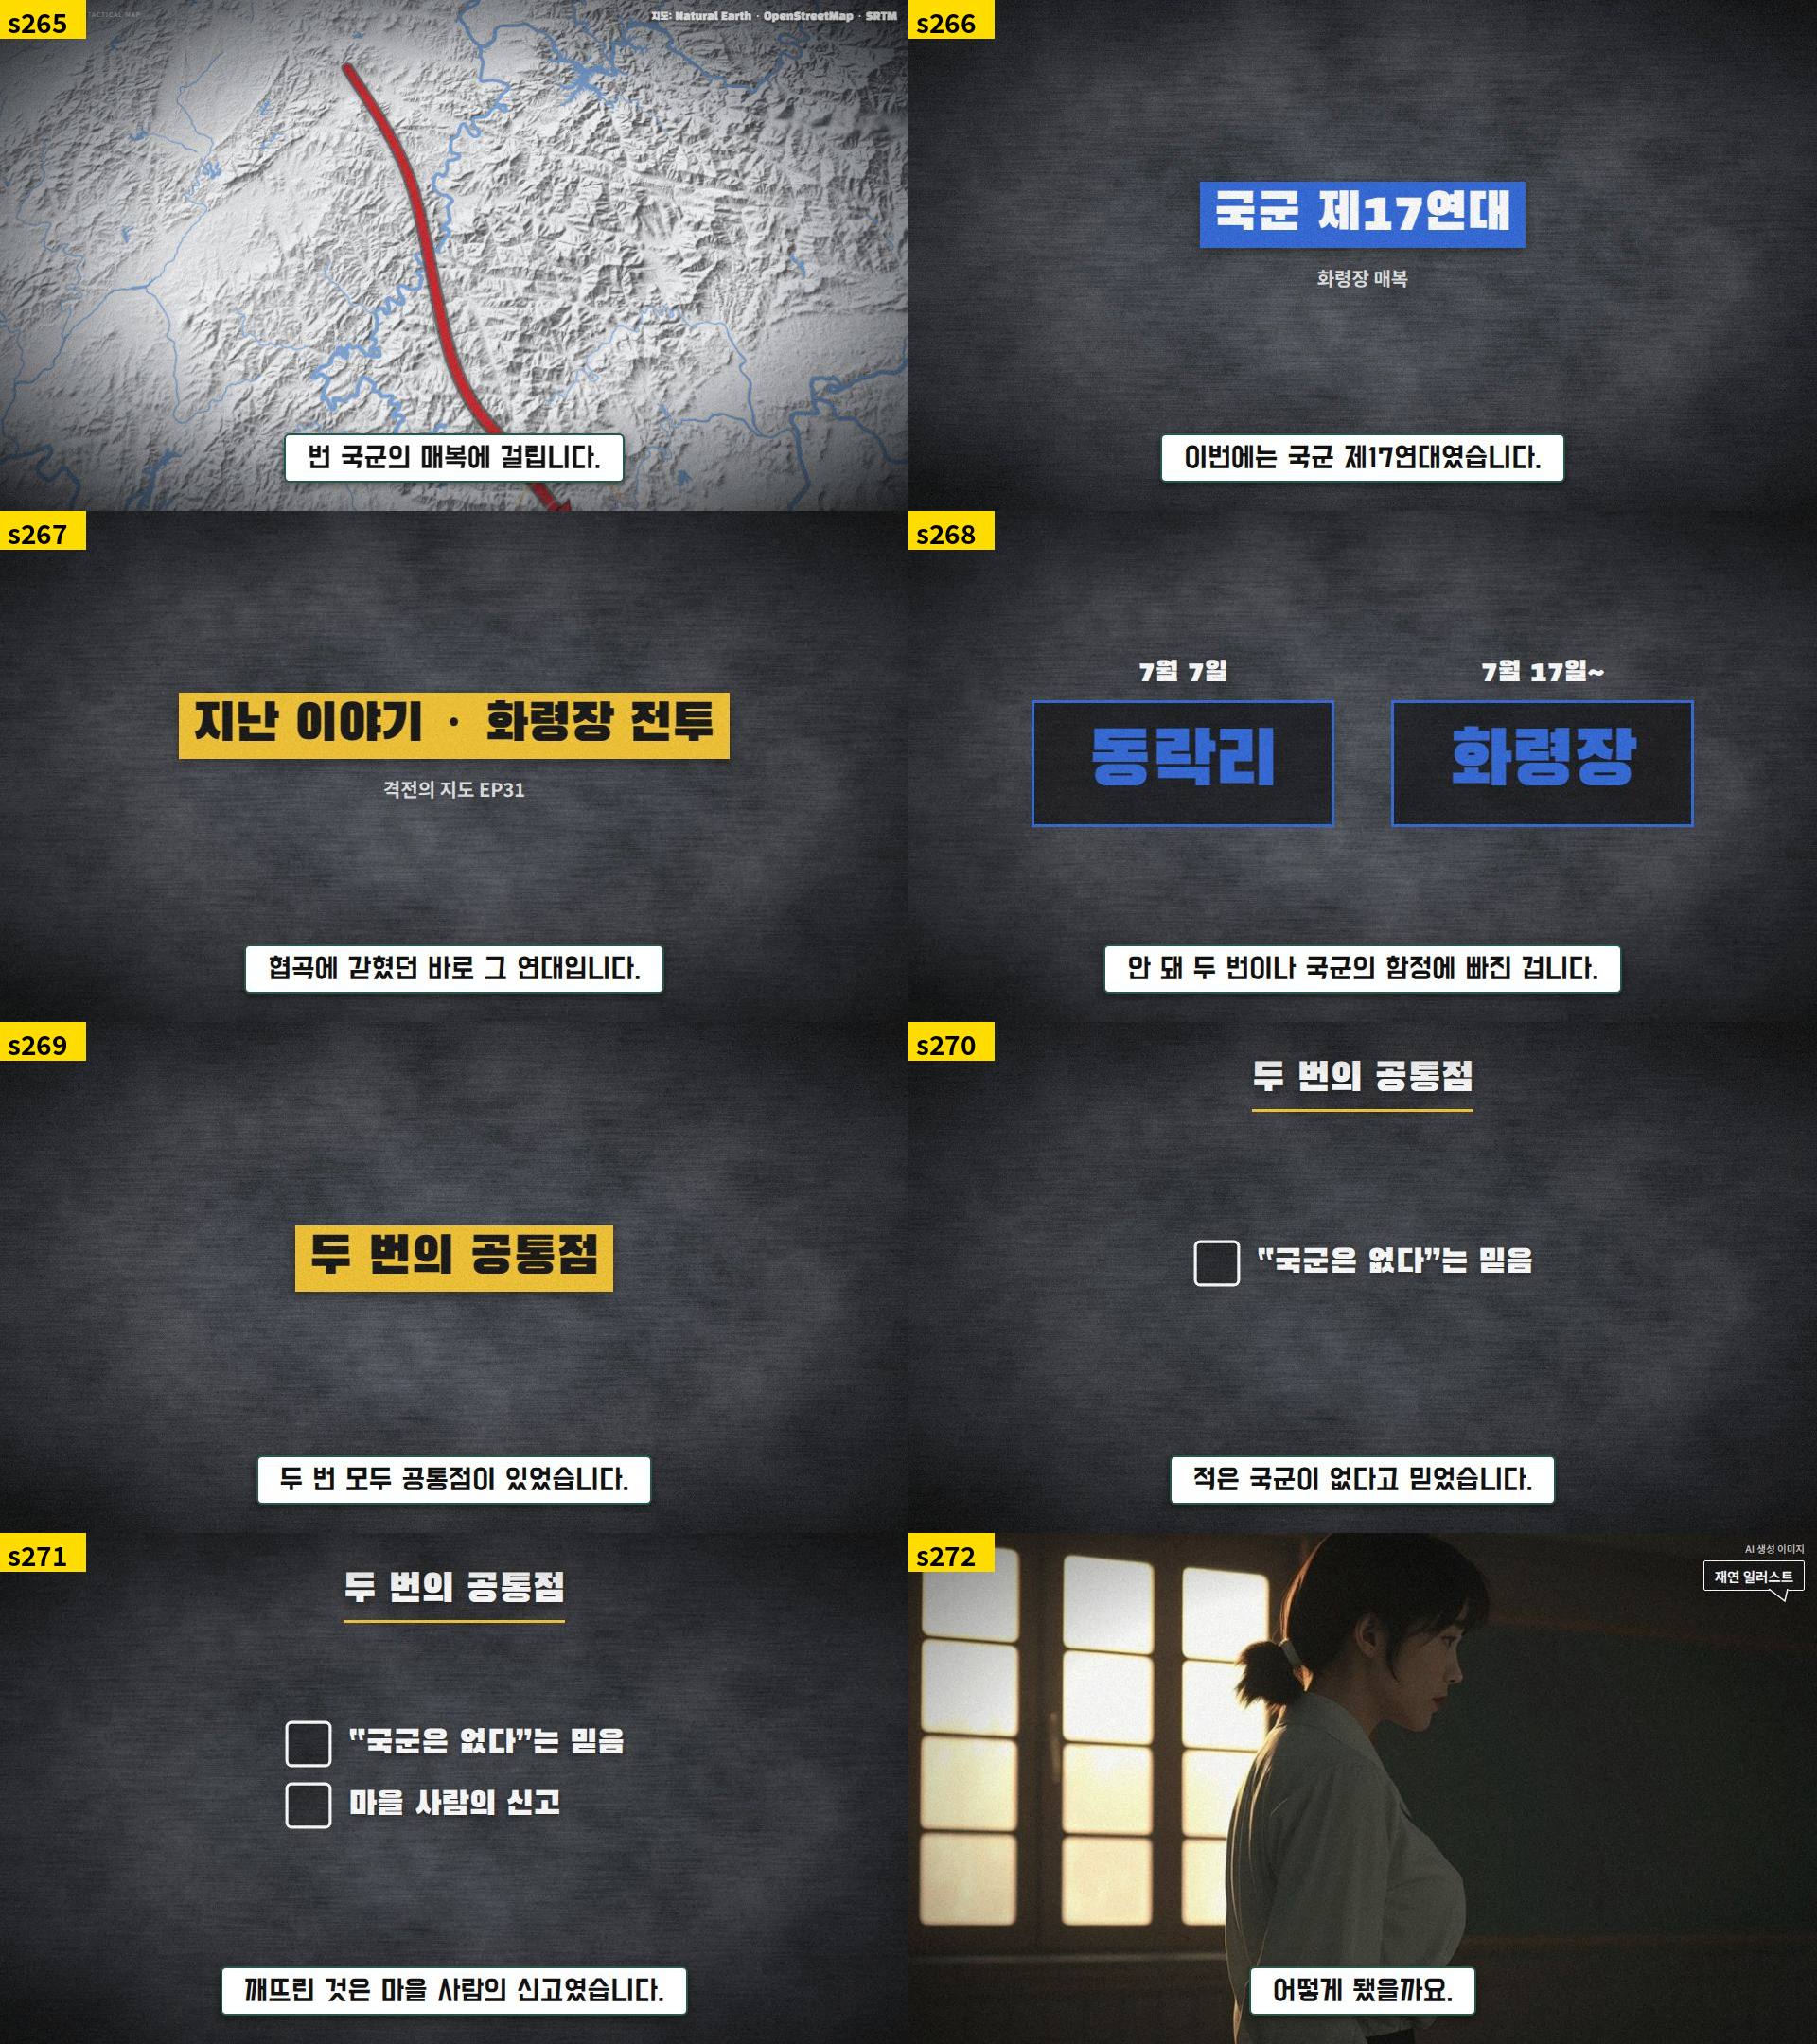 s265
TACTICAL MAP
지도: Natural Earth · OpenStreetMap · SRTM
번 국군의 매복에 걸립니다.
s266
국군 제17연대
화령장 매복
이번에는 국군 제17연대였습니다.
s267
지난 이야기 · 화령장 전투
격전의 지도 EP31
협곡에 갇혔던 바로 그 연대입니다.
s268
7월 7일
7월 17일~
동락리
화령장
안 돼 두 번이나 국군의 함정에 빠진 겁니다.
s269
두 번의 공통점
두 번 모두 공통점이 있었습니다.
s270
두 번의 공통점
“국군은 없다”는 믿음
적은 국군이 없다고 믿었습니다.
s271
두 번의 공통점
“국군은 없다”는 믿음
마을 사람의 신고
깨뜨린 것은 마을 사람의 신고였습니다.
s272
AI 생성 이미지
재연 일러스트
어떻게 됐을까요.